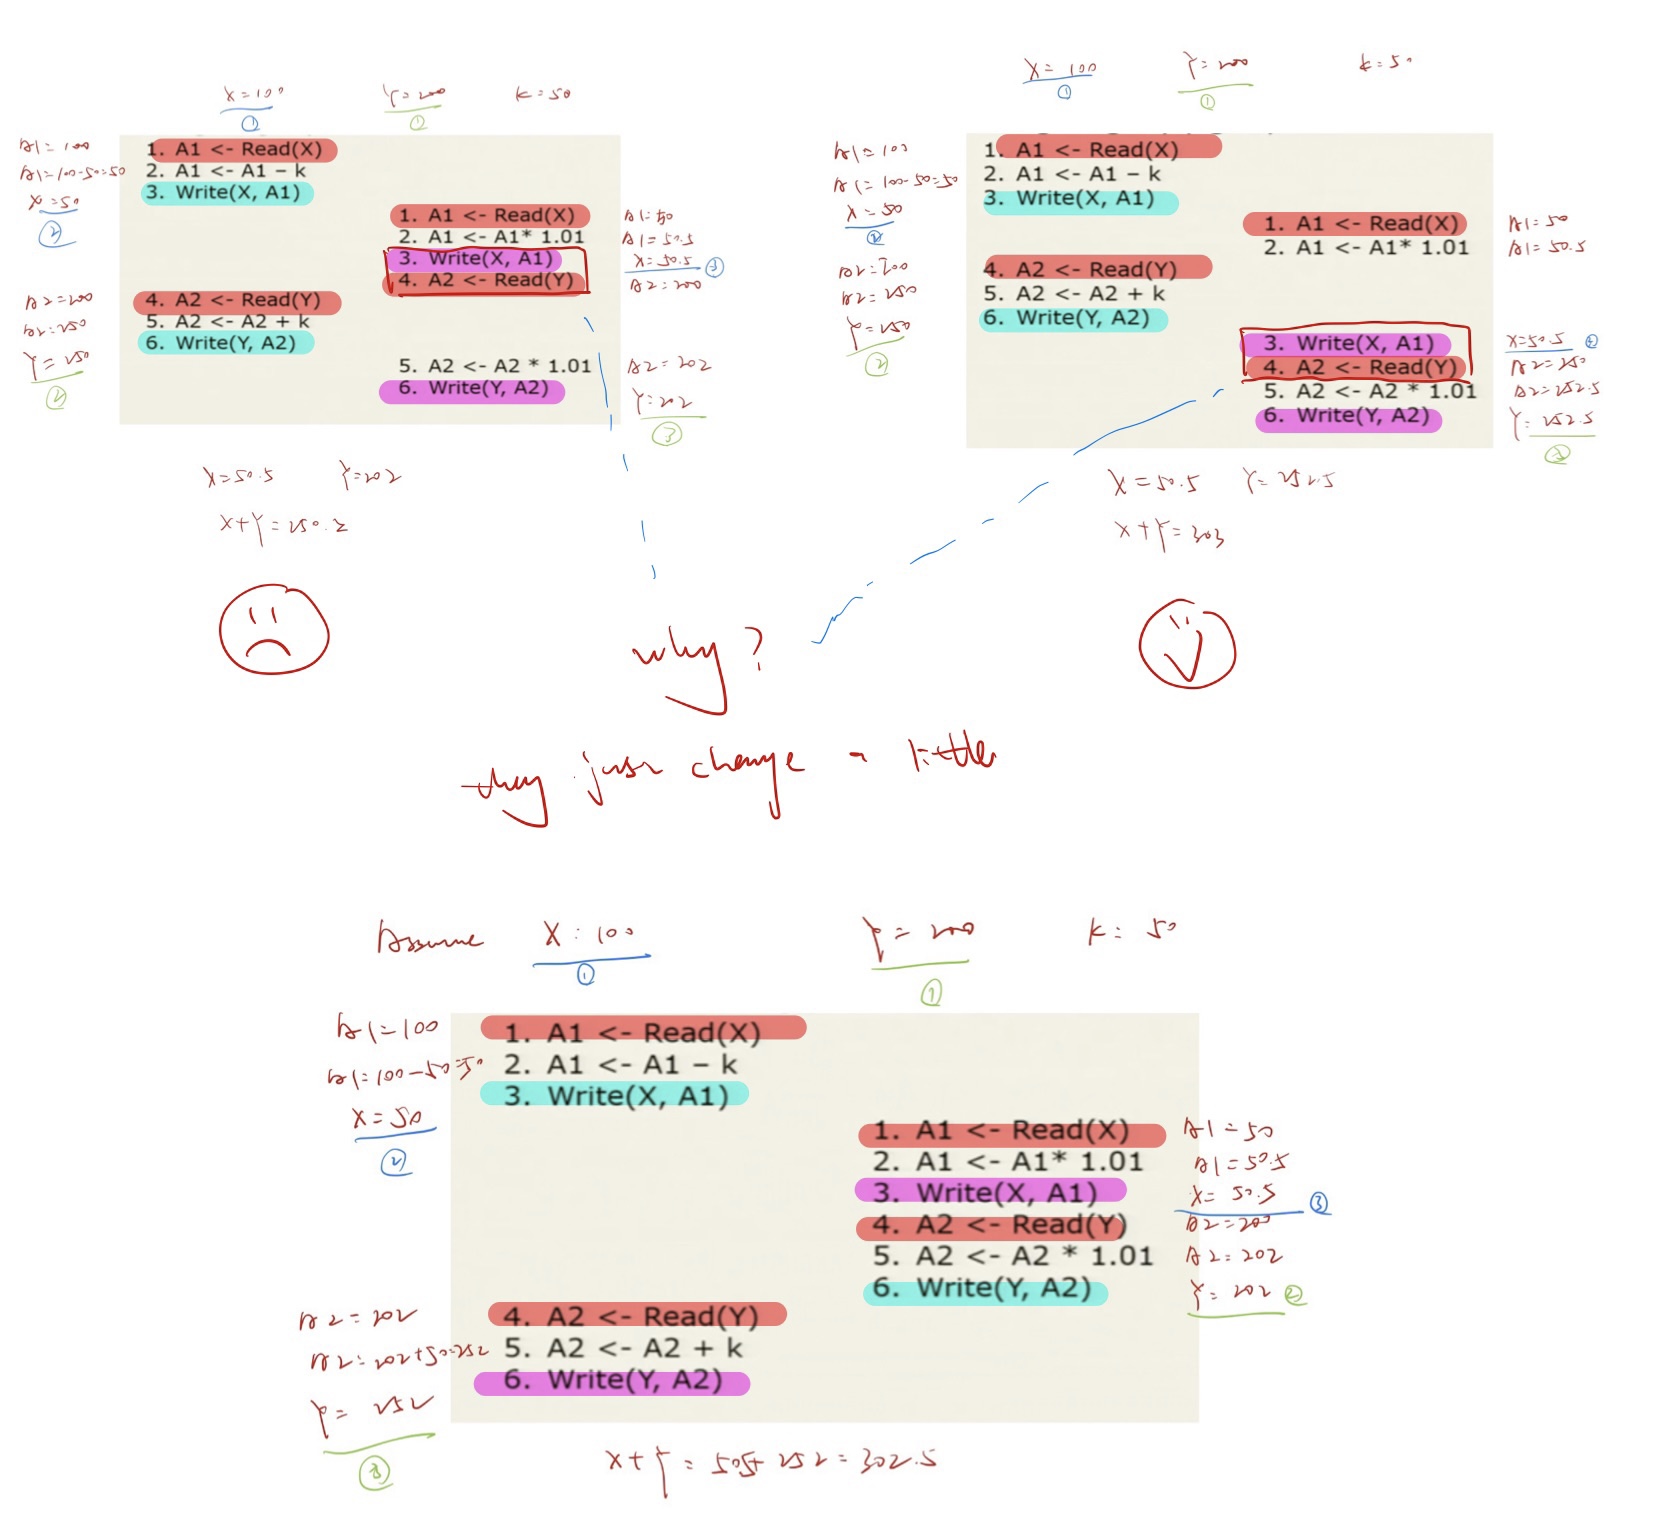 X=100 Y=200 k=50
①  ①
A1=100
A1=100-50=50
X=50
②
1. A1 <- Read(X)
2. A1 <- A1 – k
3. Write(X, A1)
1. A1 <- Read(X)
2. A1 <- A1* 1.01
3. Write(X, A1)
4. A2 <- Read(Y)
A1=50
A1=50.5
X=50.5 ③
A2=200
A2=200
A2=250
Y=250
②
4. A2 <- Read(Y)
5. A2 <- A2 + k
6. Write(Y, A2)
5. A2 <- A2 * 1.01
6. Write(Y, A2)
A2=202
Y=202
③
X=50.5 Y=202
X+Y=250.2
X=100 Y=200 k=50
① ①
A1=100
A1=100-50=50
X=50
②
1. A1 <- Read(X)
2. A1 <- A1 – k
3. Write(X, A1)
1. A1 <- Read(X)
2. A1 <- A1* 1.01
A1=50
A1=50.5
A2=200
A2=250
Y=250
②
4. A2 <- Read(Y)
5. A2 <- A2 + k
6. Write(Y, A2)
3. Write(X, A1)
4. A2 <- Read(Y)
5. A2 <- A2 * 1.01
6. Write(Y, A2)
X=50.5
A2=250
A2=252.5
Y=252.5
X=50.5 Y=252.5
X+Y=303
why?
they just change a little
Assume X:100 Y=200 k:50
① ①
A1=100
A1=100-50=50
X=50
②
1. A1 <- Read(X)
2. A1 <- A1 – k
3. Write(X, A1)
1. A1 <- Read(X)
2. A1 <- A1* 1.01
3. Write(X, A1)
4. A2 <- Read(Y)
5. A2 <- A2 * 1.01
6. Write(Y, A2)
A1=50
A1=50.5
X=50.5 ③
A2=200
A2=202
Y=202 ②
A2=202
A2=202+50=252
Y=252
③
4. A2 <- Read(Y)
5. A2 <- A2 + k
6. Write(Y, A2)
X+Y=505+252=302.5